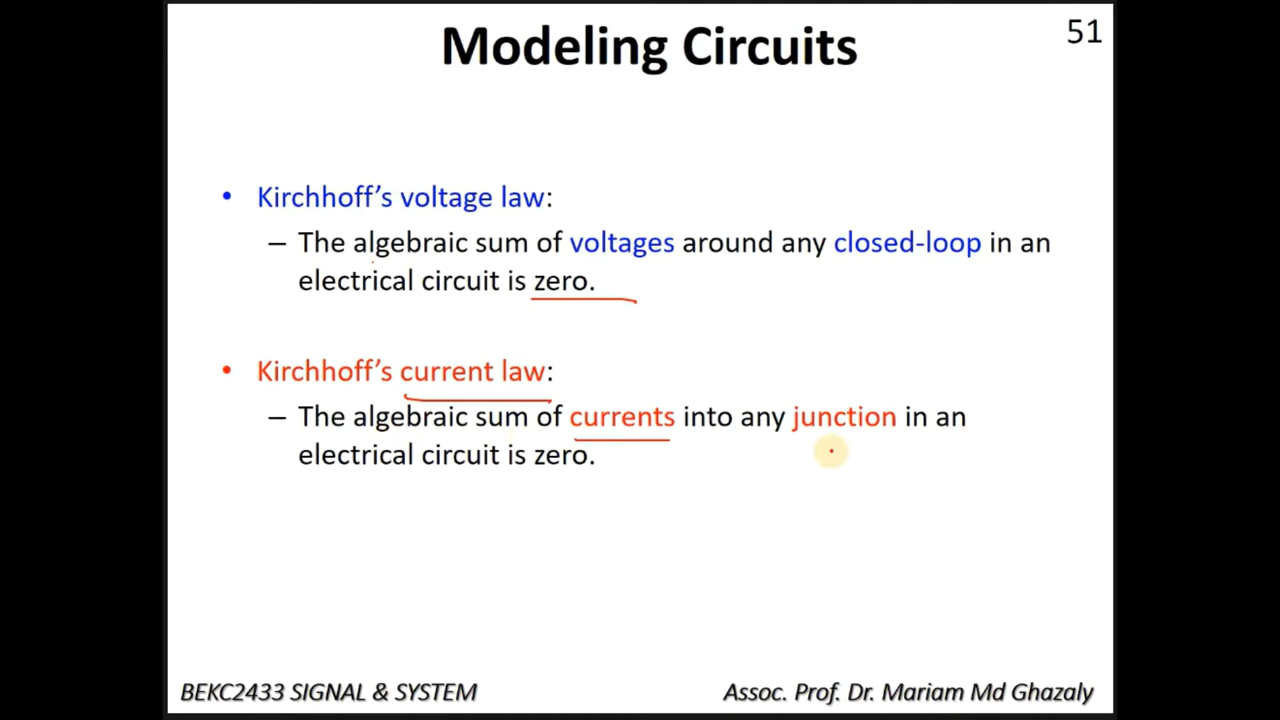 Modeling Circuits
51
• Kirchhoff’s voltage law:
– The algebraic sum of voltages around any closed-loop in an
electrical circuit is zero.
• Kirchhoff’s current law:
– The algebraic sum of currents into any junction in an
electrical circuit is zero.
BEKC2433 SIGNAL & SYSTEM
Assoc. Prof. Dr. Mariam Md Ghazaly